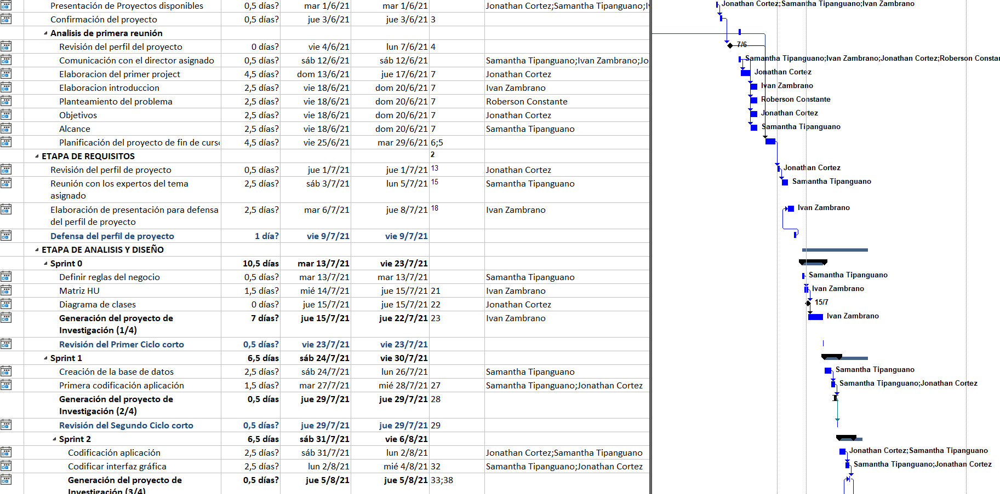 Presentación de Proyectos disponibles 0,5 días? mar 1/6/21 mar 1/6/21 Jonathan Cortez;Samantha Tipanguano;I Jonathan Cortez;Samantha Tipanguano;Ivan Zambrano
Confirmación del proyecto 0,5 días? jue 3/6/21 jue 3/6/21 3
Analisis de primera reunión
Revisión del perfil del proyecto 0 días? vie 4/6/21 lun 7/6/21 4 7/6
Comunicación con el director asignado 0,5 días? sáb 12/6/21 sáb 12/6/21 Samantha Tipanguano;Ivan Zambrano;Jo Samantha Tipanguano;Ivan Zambrano;Jonathan Cortez;Roberson Constar
Elaboracion del primer project 4,5 días? dom 13/6/21 jue 17/6/21 7 Jonathan Cortez Jonathan Cortez
Elaboracion introduccion 2,5 días? vie 18/6/21 dom 20/6/21 7 Ivan Zambrano Ivan Zambrano
Planteamiento del problema 2,5 días? vie 18/6/21 dom 20/6/21 7 Roberson Constante Roberson Constante
Objetivos 2,5 días? vie 18/6/21 dom 20/6/21 7 Jonathan Cortez Jonathan Cortez
Alcance 2,5 días? vie 18/6/21 dom 20/6/21 7 Samantha Tipanguano Samantha Tipanguano
Planificación del proyecto de fin de curs 4,5 días? vie 25/6/21 mar 29/6/21 6;5
ETAPA DE REQUISITOS 2
Revisión del perfil de proyecto 0,5 días? jue 1/7/21 jue 1/7/21 13 Jonathan Cortez Jonathan Cortez
Reunión con los expertos del tema 2,5 días? sáb 3/7/21 lun 5/7/21 15 Samantha Tipanguano Samantha Tipanguano
asignado
Elaboración de presentación para defensa 2,5 días? mar 6/7/21 jue 8/7/21 18 Ivan Zambrano Ivan Zambrano
del perfil de proyecto
Defensa del perfil de proyecto 1 día? vie 9/7/21 vie 9/7/21
ETAPA DE ANALISIS Y DISEÑO
Sprint 0 10,5 días mar 13/7/21 vie 23/7/21
Definir reglas del negocio 0,5 días? mar 13/7/21 mar 13/7/21 Samantha Tipanguano Samantha Tipanguano
Matriz HU 1,5 días? mié 14/7/21 jue 15/7/21 21 Ivan Zambrano Ivan Zambrano
Diagrama de clases 0 días? jue 15/7/21 jue 15/7/21 22 Jonathan Cortez 15/7
Generación del proyecto de 7 días? jue 15/7/21 jue 22/7/21 23 Ivan Zambrano Ivan Zambrano
Investigación (1/4)
Revisión del Primer Ciclo corto 0,5 días? vie 23/7/21 vie 23/7/21
Sprint 1 6,5 días sáb 24/7/21 vie 30/7/21
Creación de la base de datos 2,5 días? sáb 24/7/21 lun 26/7/21 Samantha Tipanguano Samantha Tipanguano
Primera codificación aplicación 1,5 días? mar 27/7/21 mié 28/7/21 27 Samantha Tipanguano;Jonathan Cortez Samantha Tipanguano;Jonathan Cortez
Generación del proyecto de 0,5 días jue 29/7/21 jue 29/7/21 28
Investigación (2/4)
Revisión del Segundo Ciclo corto 0,5 días? jue 29/7/21 jue 29/7/21 29
Sprint 2 6,5 días sáb 31/7/21 vie 6/8/21
Codificación aplicación 2,5 días? sáb 31/7/21 lun 2/8/21 Jonathan Cortez;Samantha Tipanguano Jonathan Cortez;Samantha Tipanguano
Codificar interfaz gráfica 2,5 días? lun 2/8/21 mié 4/8/21 32 Samantha Tipanguano;Jonathan Cortez Samantha Tipanguano;Jonathan Cortez
Generación del proyecto de 0,5 días? jue 5/8/21 jue 5/8/21 33;38
Investigación (3/4)